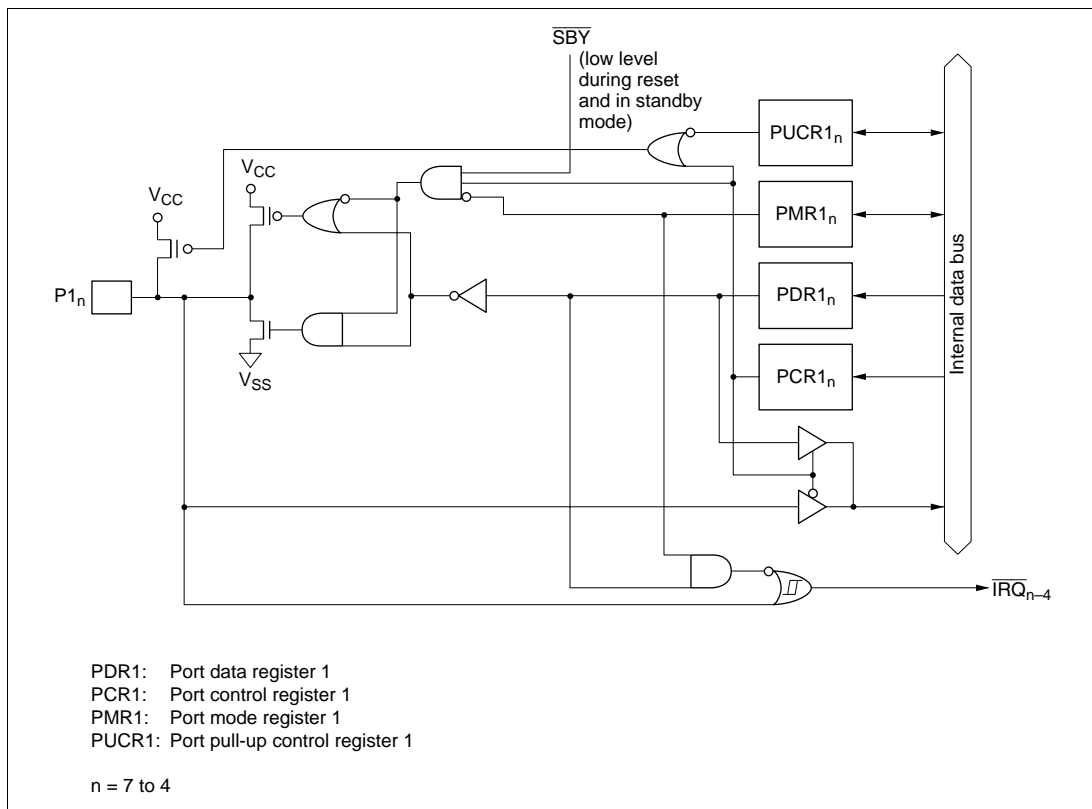 SBY
(low level
during reset
and in standby
mode)
PUCR1n
VCC
VCC
PMR1n
P1n
PDR1n
VSS
PCR1n
Internal data bus
IRQn–4
PDR1: Port data register 1
PCR1: Port control register 1
PMR1: Port mode register 1
PUCR1: Port pull-up control register 1
n = 7 to 4